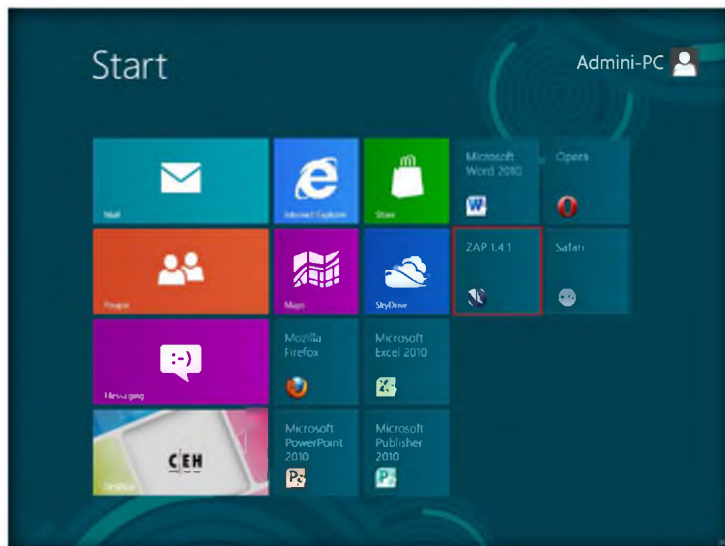 Start
Admini-PC
Mail
Internet Explorer
Store
Microsoft
Word 2010
Opera
People
Maps
SkyDrive
ZAP 1.4.1
Safari
Messaging
Mozilla
Firefox
Microsoft
Excel 2010
CEH
Desktop
Microsoft
PowerPoint
2010
Microsoft
Publisher
2010